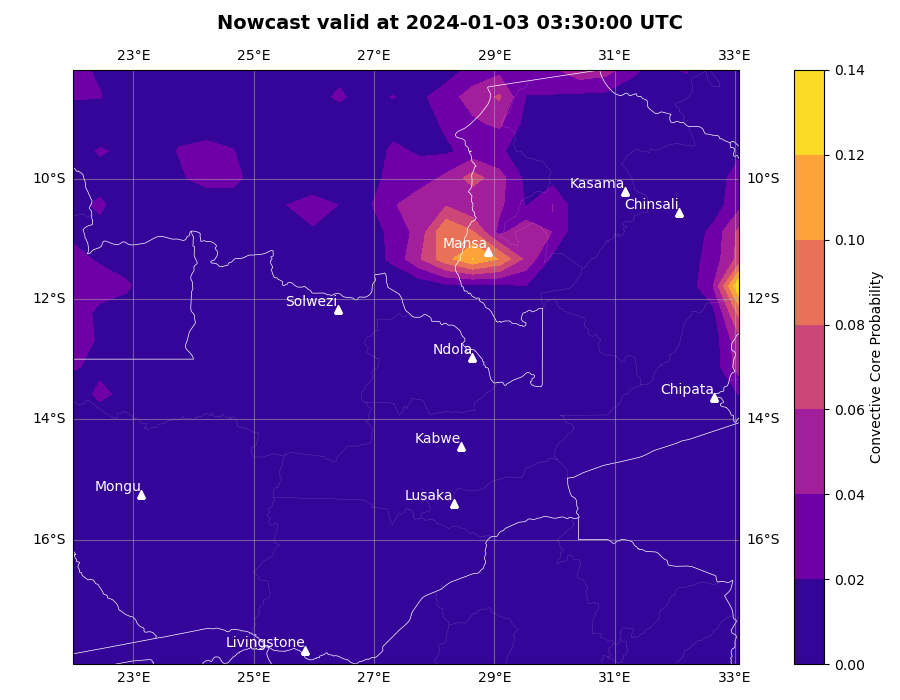 Nowcast valid at 2024-01-03 03:30:00 UTC
23°E 25°E 27°E 29°E 31°E 33°E
0.14
0.12
10°S Kasama 10°S
Chinsali
0.10
Mansa
12°S Solwezi 12°S
0.08
Ndola
Chipata
0.06
14°S 14°S
Kabwe
Mongu Lusaka
0.04
16°S 16°S
0.02
Livingstone
0.00
23°E 25°E 27°E 29°E 31°E 33°E
Convective Core Probability